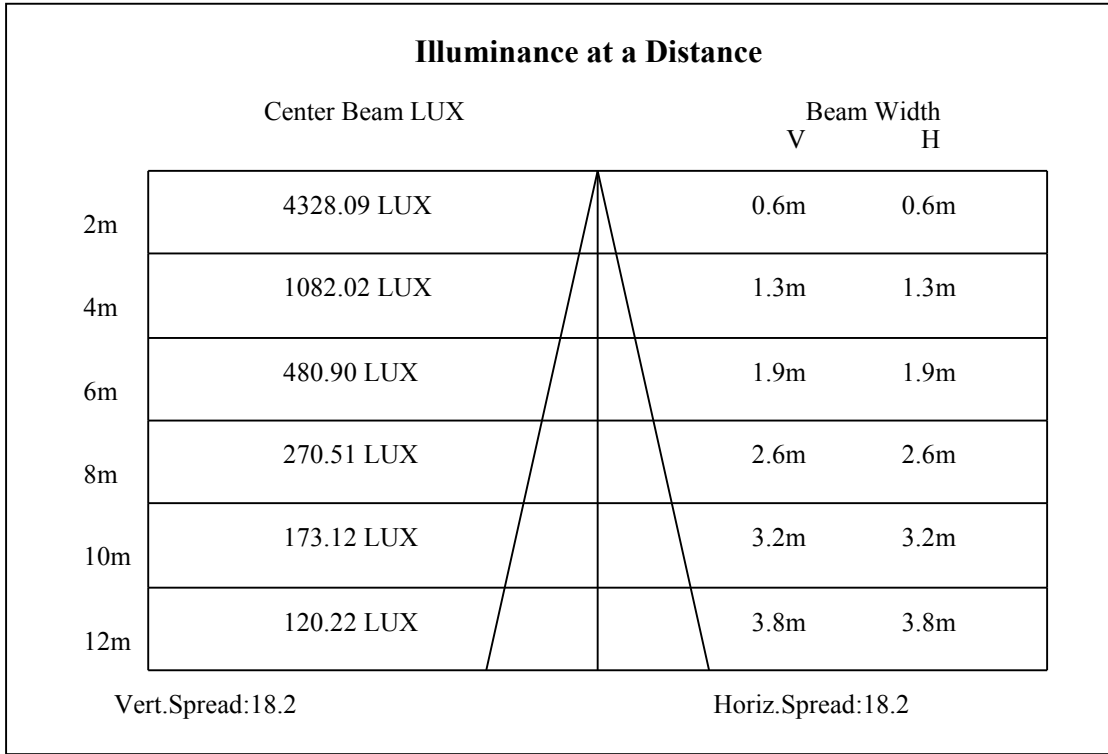 Illuminance at a Distance
Center Beam LUX Beam Width
V H
2m 4328.09 LUX 0.6m 0.6m
4m 1082.02 LUX 1.3m 1.3m
6m 480.90 LUX 1.9m 1.9m
8m 270.51 LUX 2.6m 2.6m
10m 173.12 LUX 3.2m 3.2m
12m 120.22 LUX 3.8m 3.8m
Vert.Spread:18.2 Horiz.Spread:18.2